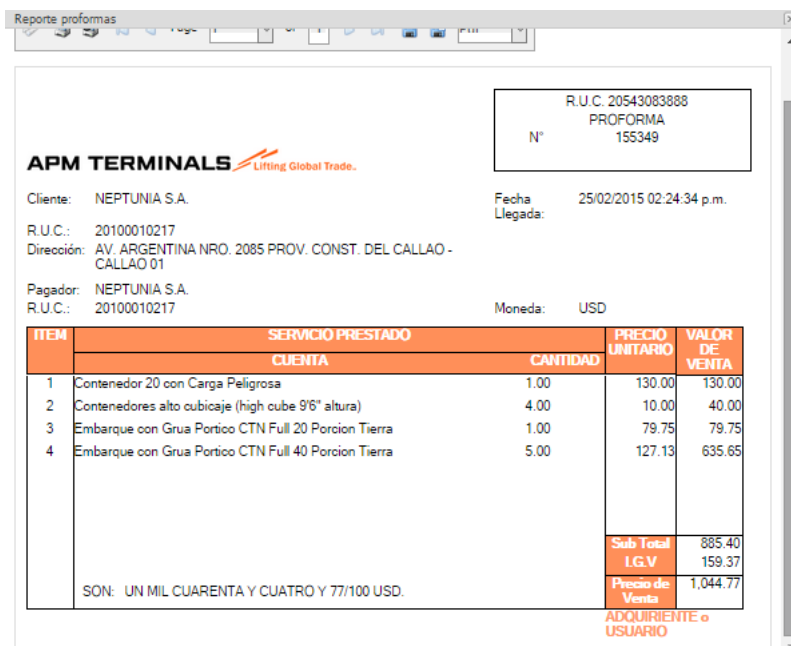 Reporte proformas
R.U.C. 20543083888
PROFORMA
N° 155349
APM TERMINALS Lifting Global Trade..
Cliente: NEPTUNIA S.A.
Fecha Llegada: 25/02/2015 02:24:34 p.m.
R.U.C.: 20100010217
Dirección: AV. ARGENTINA NRO. 2085 PROV. CONST. DEL CALLAO -
CALLAO 01
Pagador: NEPTUNIA S.A.
R.U.C.: 20100010217 Moneda: USD
ITEM SERVICIO PRESTADO PRECIO UNITARIO VALOR DE VENTA
CUENTA CANTIDAD
1 Contenedor 20 con Carga Peligrosa 1.00 130.00 130.00
2 Contenedores alto cubicaje (high cube 9'6" altura) 4.00 10.00 40.00
3 Embarque con Grua Portico CTN Full 20 Porcion Tierra 1.00 79.75 79.75
4 Embarque con Grua Portico CTN Full 40 Porcion Tierra 5.00 127.13 635.65
Sub Total 885.40
I.G.V 159.37
SON: UN MIL CUARENTA Y CUATRO Y 77/100 USD. Precio de Venta 1,044.77
ADQUIRIENTE o
USUARIO